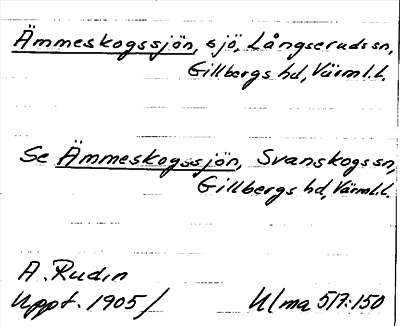 Ämmeskogssjön, sjö, Långseruds sn,
Gillbergs hd, Värml. l.
Se Ämmeskogssjön, Svanskogs sn,
Gillbergs hd, Värml. l.
A. Rudin
Uppt. 1905/ Ulma 517:150